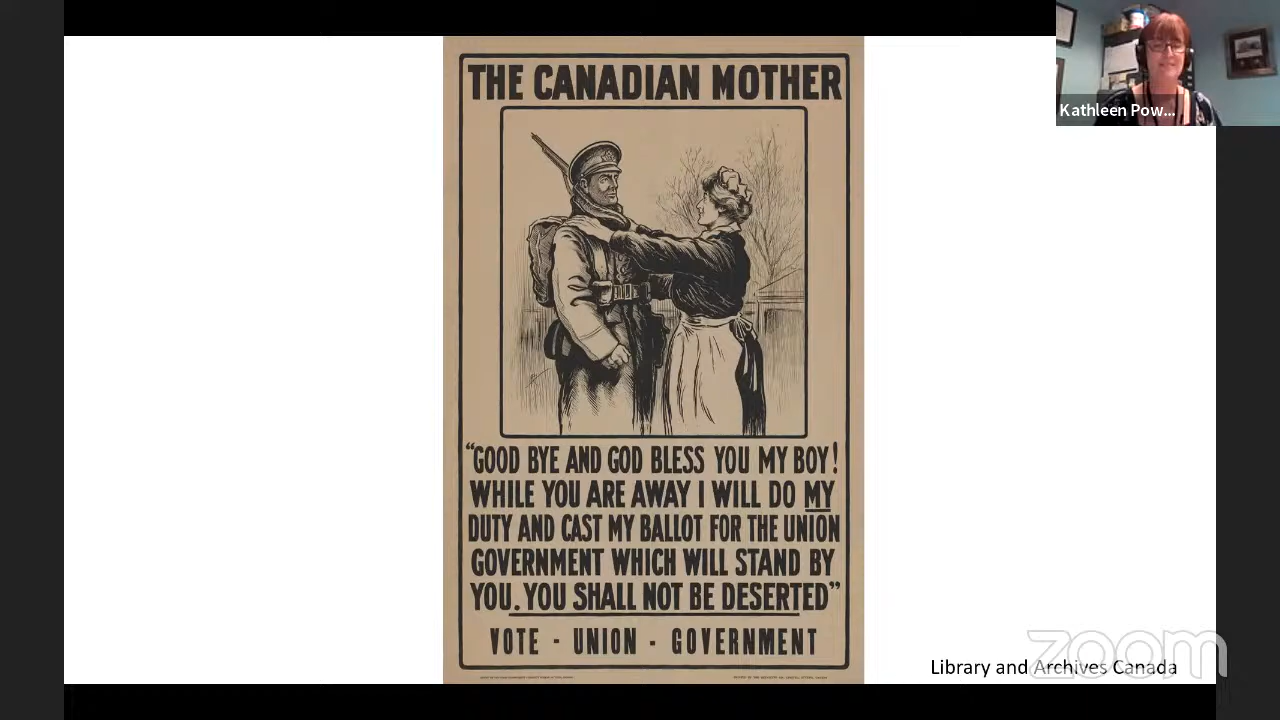 THE CANADIAN MOTHER
"GOOD BYE AND GOD BLESS YOU MY BOY!
WHILE YOU ARE AWAY I WILL DO MY
DUTY AND CAST MY BALLOT FOR THE UNION
GOVERNMENT WHICH WILL STAND BY
YOU. YOU SHALL NOT BE DESERTED"
VOTE - UNION - GOVERNMENT
Kathleen Pow...
Library and Archives Canada
zoom